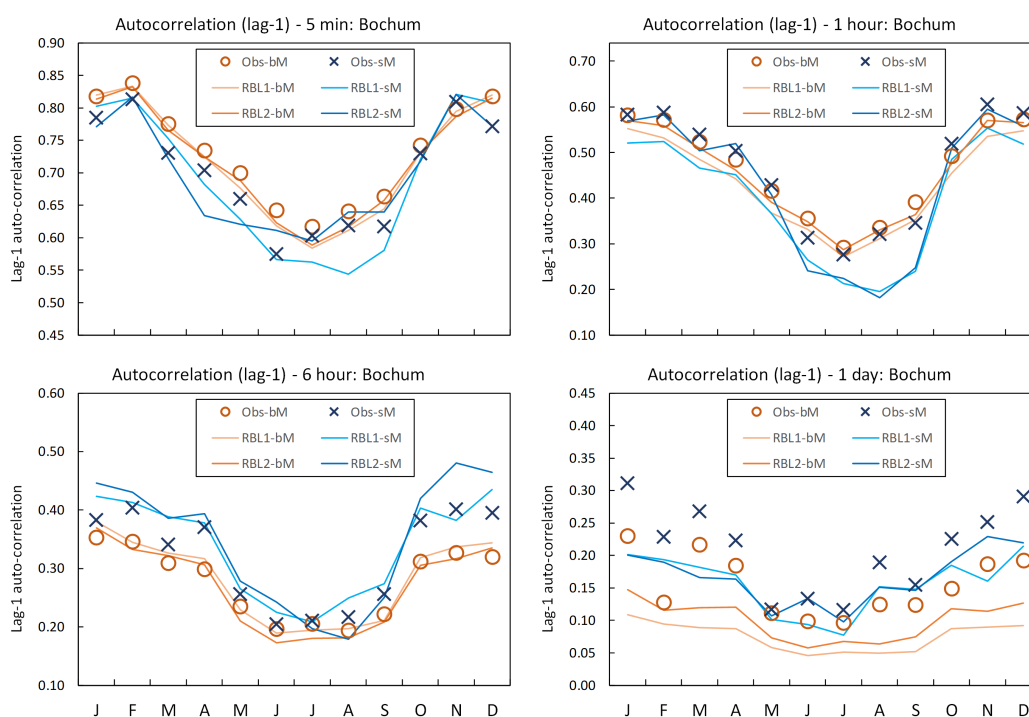 Autocorrelation (lag-1) - 5 min: Bochum
Lag-1 auto-correlation
0.90
0.85
0.80
0.75
0.70
0.65
0.60
0.55
0.50
0.45
Obs-bM Obs-sM
RBL1-bM RBL1-sM
RBL2-bM RBL2-sM
Autocorrelation (lag-1) - 1 hour: Bochum
Lag-1 auto-correlation
0.70
0.60
0.50
0.40
0.30
0.20
0.10
Obs-bM Obs-sM
RBL1-bM RBL1-sM
RBL2-bM RBL2-sM
Autocorrelation (lag-1) - 6 hour: Bochum
Lag-1 auto-correlation
0.60
0.50
0.40
0.30
0.20
0.10
Obs-bM Obs-sM
RBL1-bM RBL1-sM
RBL2-bM RBL2-sM
J F M A M J J A S O N D
Autocorrelation (lag-1) - 1 day: Bochum
Lag-1 auto-correlation
0.45
0.40
0.35
0.30
0.25
0.20
0.15
0.10
0.05
0.00
Obs-bM Obs-sM
RBL1-bM RBL1-sM
RBL2-bM RBL2-sM
J F M A M J J A S O N D